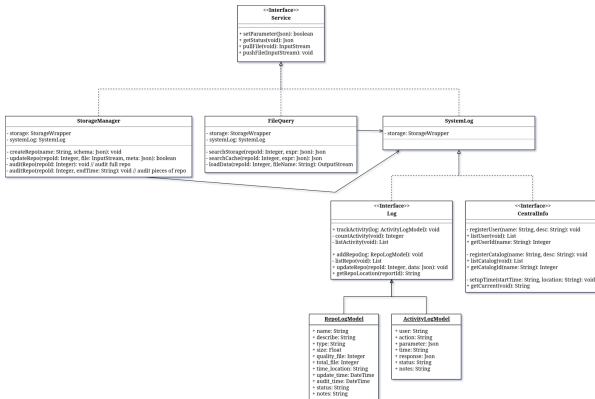 <<Interface>>
Service
+ setParameter(Json): boolean
+ getStatus(void): Json
+ pullFile(void): InputStream
+ pushFile(InputStream): void
StorageManager
- storage: StorageWrapper
- systemLog: SystemLog
- createRepo(name: String, schema: Json): void
- updateRepo(repoId: Integer, file: InputStream, meta: Json): boolean
- auditRepo(repoId: Integer): void // audit full repo
- auditRepo(repoId: Integer, endTime: String): void // audit pieces of repo
FileQuery
- storage: StorageWrapper
- systemLog: SystemLog
- searchStorage(repoId: Integer, expr: Json): Json
- searchCache(repoId: Integer, expr: Json): Json
- loadData(repoId: Integer, fileName: String): OutputStream
SystemLog
- storage: StorageWrapper
<<Interface>>
Log
+ trackActivity(log: ActivityLogModel): void
- countActivity(void): Integer
- listActivity(void): List
+ addRepo(log: RepoLogModel): void
- listRepo(void): List
+ updateRepo(repoId: Integer, data: Json): void
+ getRepoLocation(reportId): String
<<Interface>>
CentralInfo
- registerUser(name: String, desc: String): void
+ listUser(void): List
+ getUserId(name: String): Integer
- registerCatalog(name: String, desc: String): void
+ listCatalog(void): List
+ getCatalogId(name: String): Integer
- setupTime(startTime: String, location: String): void
+ getCurrent(void): String
RepoLogModel
+ name: String
+ describe: String
+ type: String
+ size: Float
+ quality_file: Integer
+ total_file: Integer
+ time_location: String
+ update_time: DateTime
+ audit_time: DateTime
+ status: String
+ notes: String
ActivityLogModel
+ user: String
+ action: String
+ parameter: Json
+ time: String
+ response: Json
+ status: String
+ notes: String